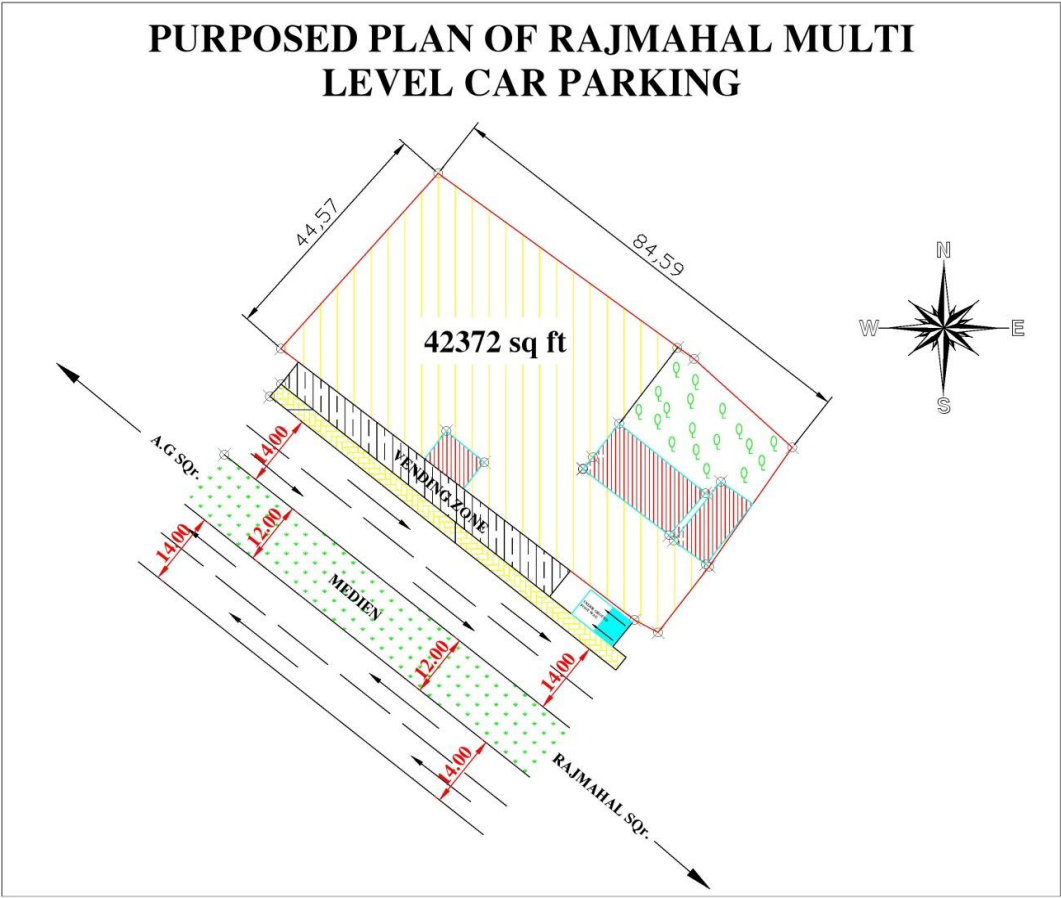 PURPOSED PLAN OF RAJMAHAL MULTI
LEVEL CAR PARKING
44,57
84,59
N
W
E
S
42372 sq ft
A.G SQr.
14.00
VENDING ZONE
12.00
14.00
MEDIEN
12.00
14.00
14.00
RAJMAHAL SQr.